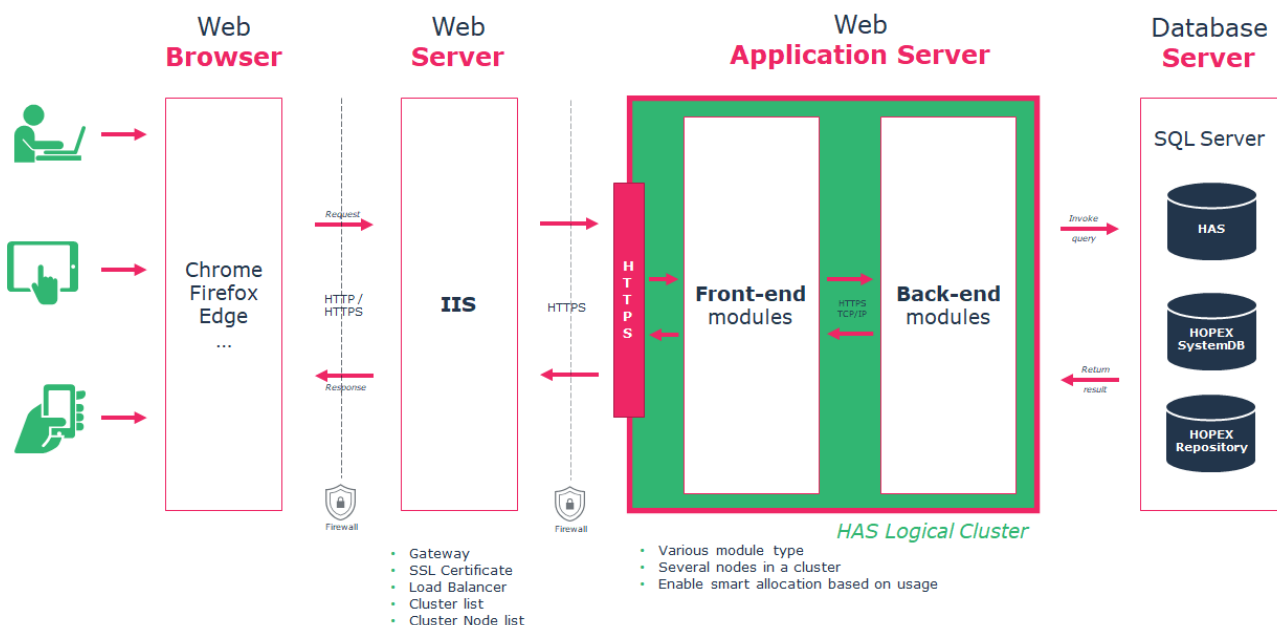 Web
Browser
Web
Server
Web
Application Server
Database
Server
Chrome
Firefox
Edge
...
Request
HTTP /
HTTPS
Response
Firewall
IIS
HTTPS
Firewall
HTTPS
Front-end
modules
HTTPS
TCP/IP
Back-end
modules
Invoke
query
Return
result
SQL Server
HAS
HOPEX
SystemDB
HOPEX
Repository
HAS Logical Cluster
• Gateway
• SSL Certificate
• Load Balancer
• Cluster list
• Cluster Node list
• Various module type
• Several nodes in a cluster
• Enable smart allocation based on usage